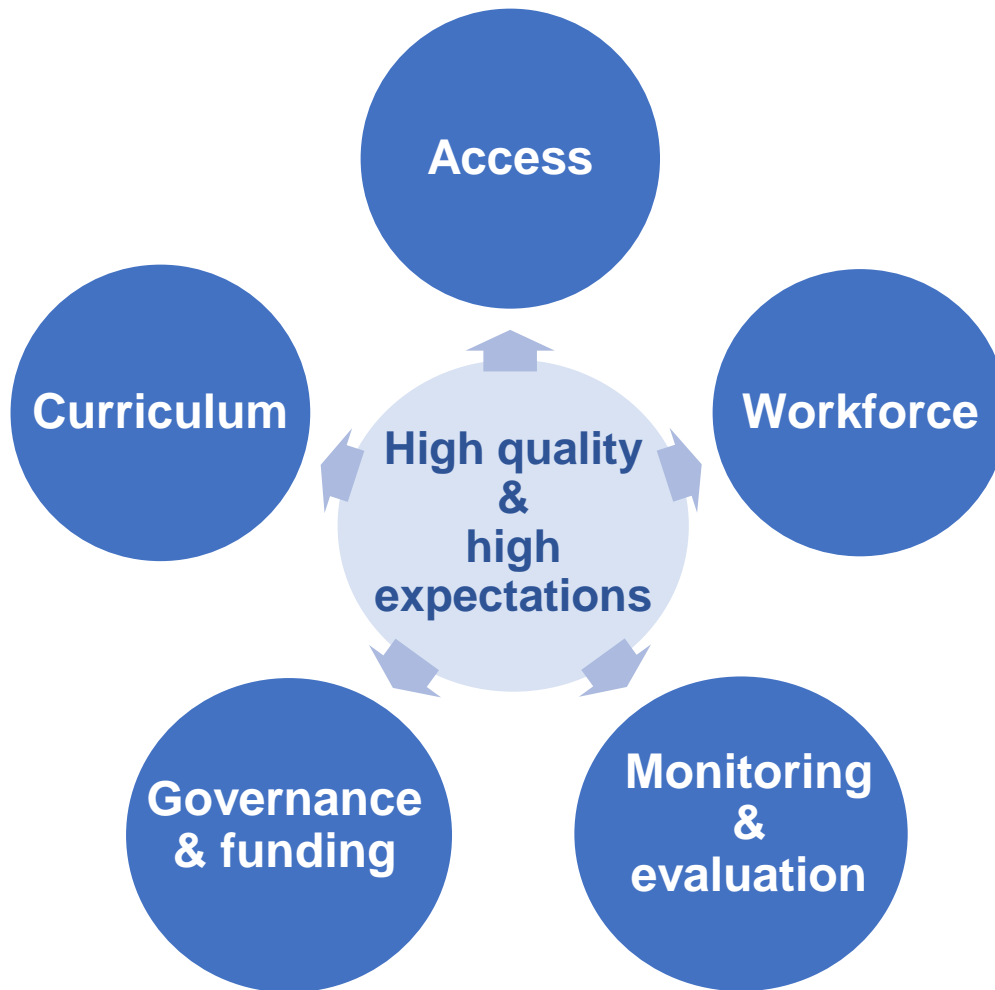 Access
Curriculum
Workforce
High quality
&
high
expectations
Governance
& funding
Monitoring
&
evaluation